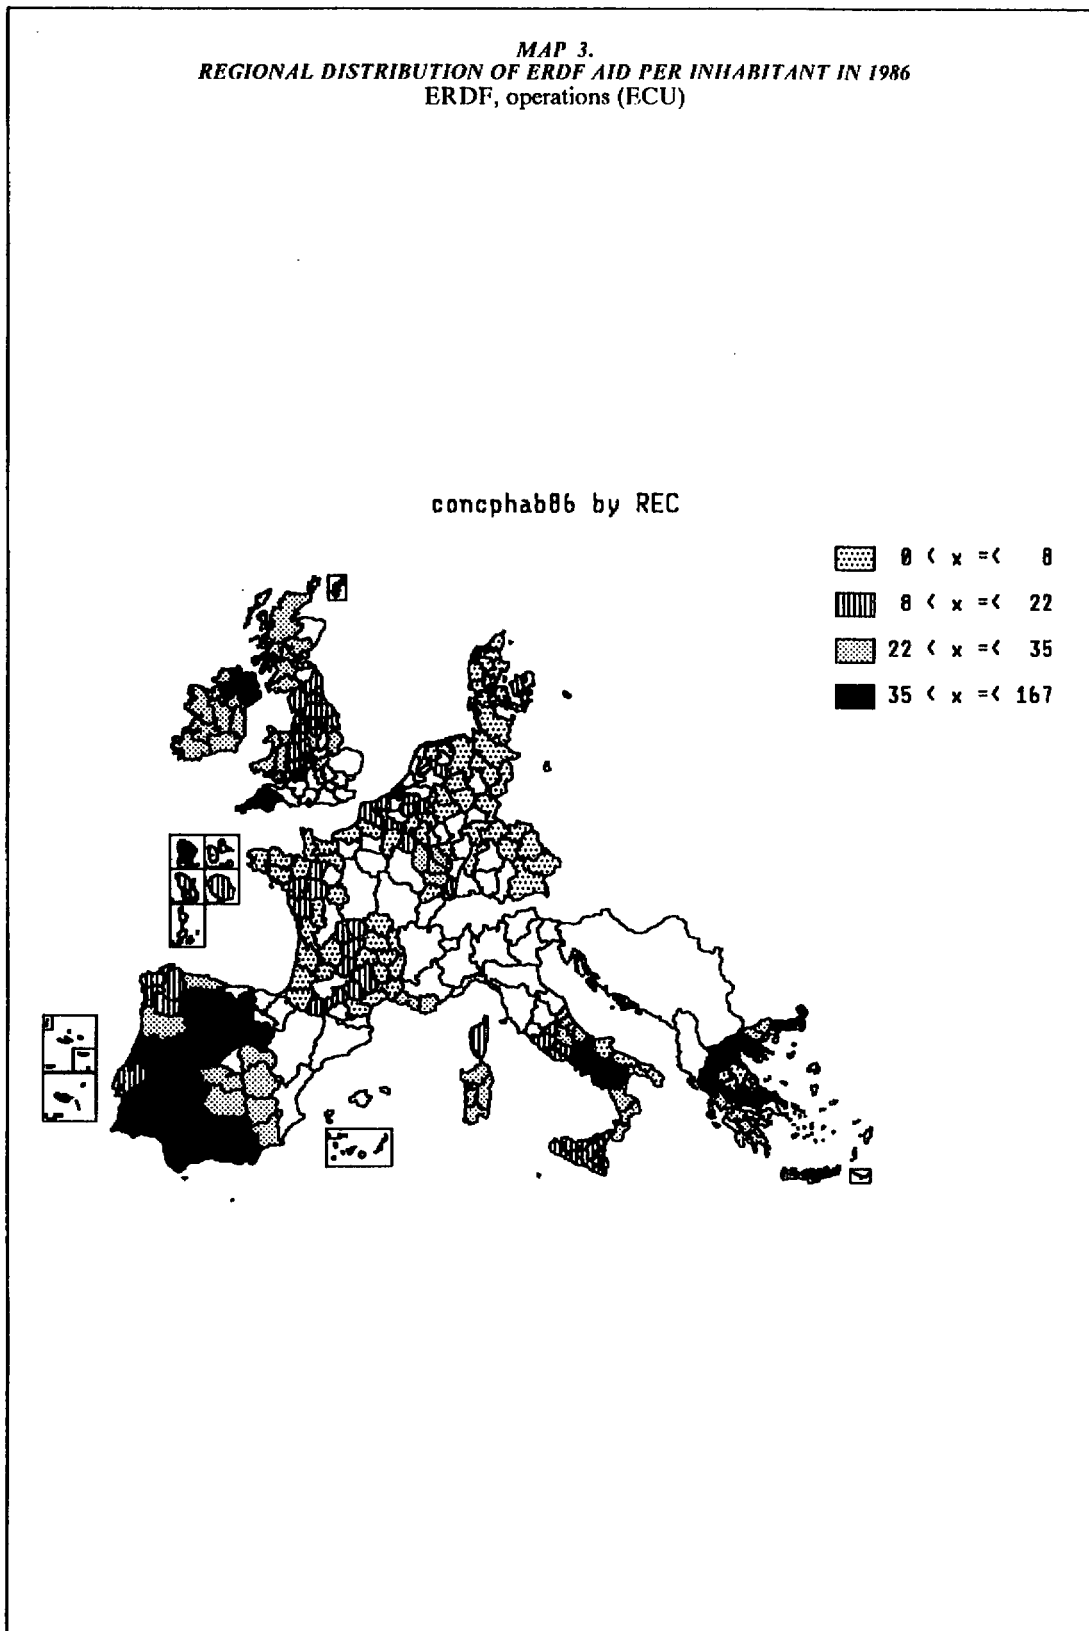 MAP 3.
REGIONAL DISTRIBUTION OF ERDF AID PER INHABITANT IN 1986
ERDF, operations (ECU)
concphab86 by REC
0 < x =< 8
8 < x =< 22
22 < x =< 35
35 < x =< 167